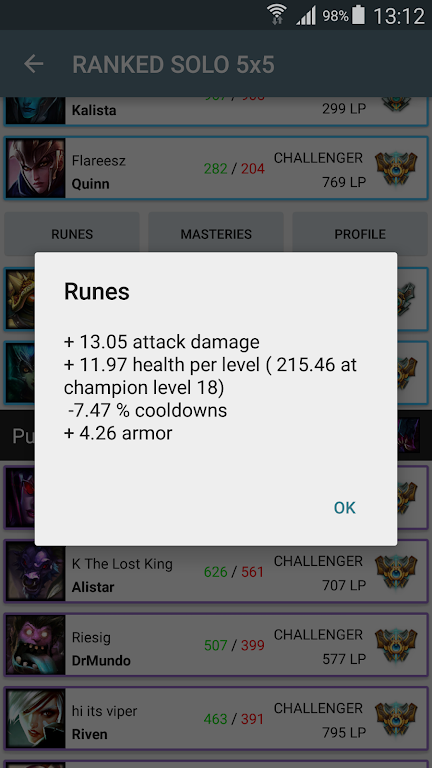 98% 13:12
RANKED SOLO 5x5
Kalista
299 LP
Flareesz 282 / 204 CHALLENGER
Quinn 769 LP
RUNES MASTERIES PROFILE
Runes
+ 13.05 attack damage
+ 11.97 health per level ( 215.46 at
champion level 18)
-7.47 % cooldowns
+ 4.26 armor
OK
Pu
K The Lost King 626 / 561 CHALLENGER
Alistar 707 LP
Riesig 507 / 399 CHALLENGER
DrMundo 577 LP
hi its viper 463 / 391 CHALLENGER
Riven 795 LP